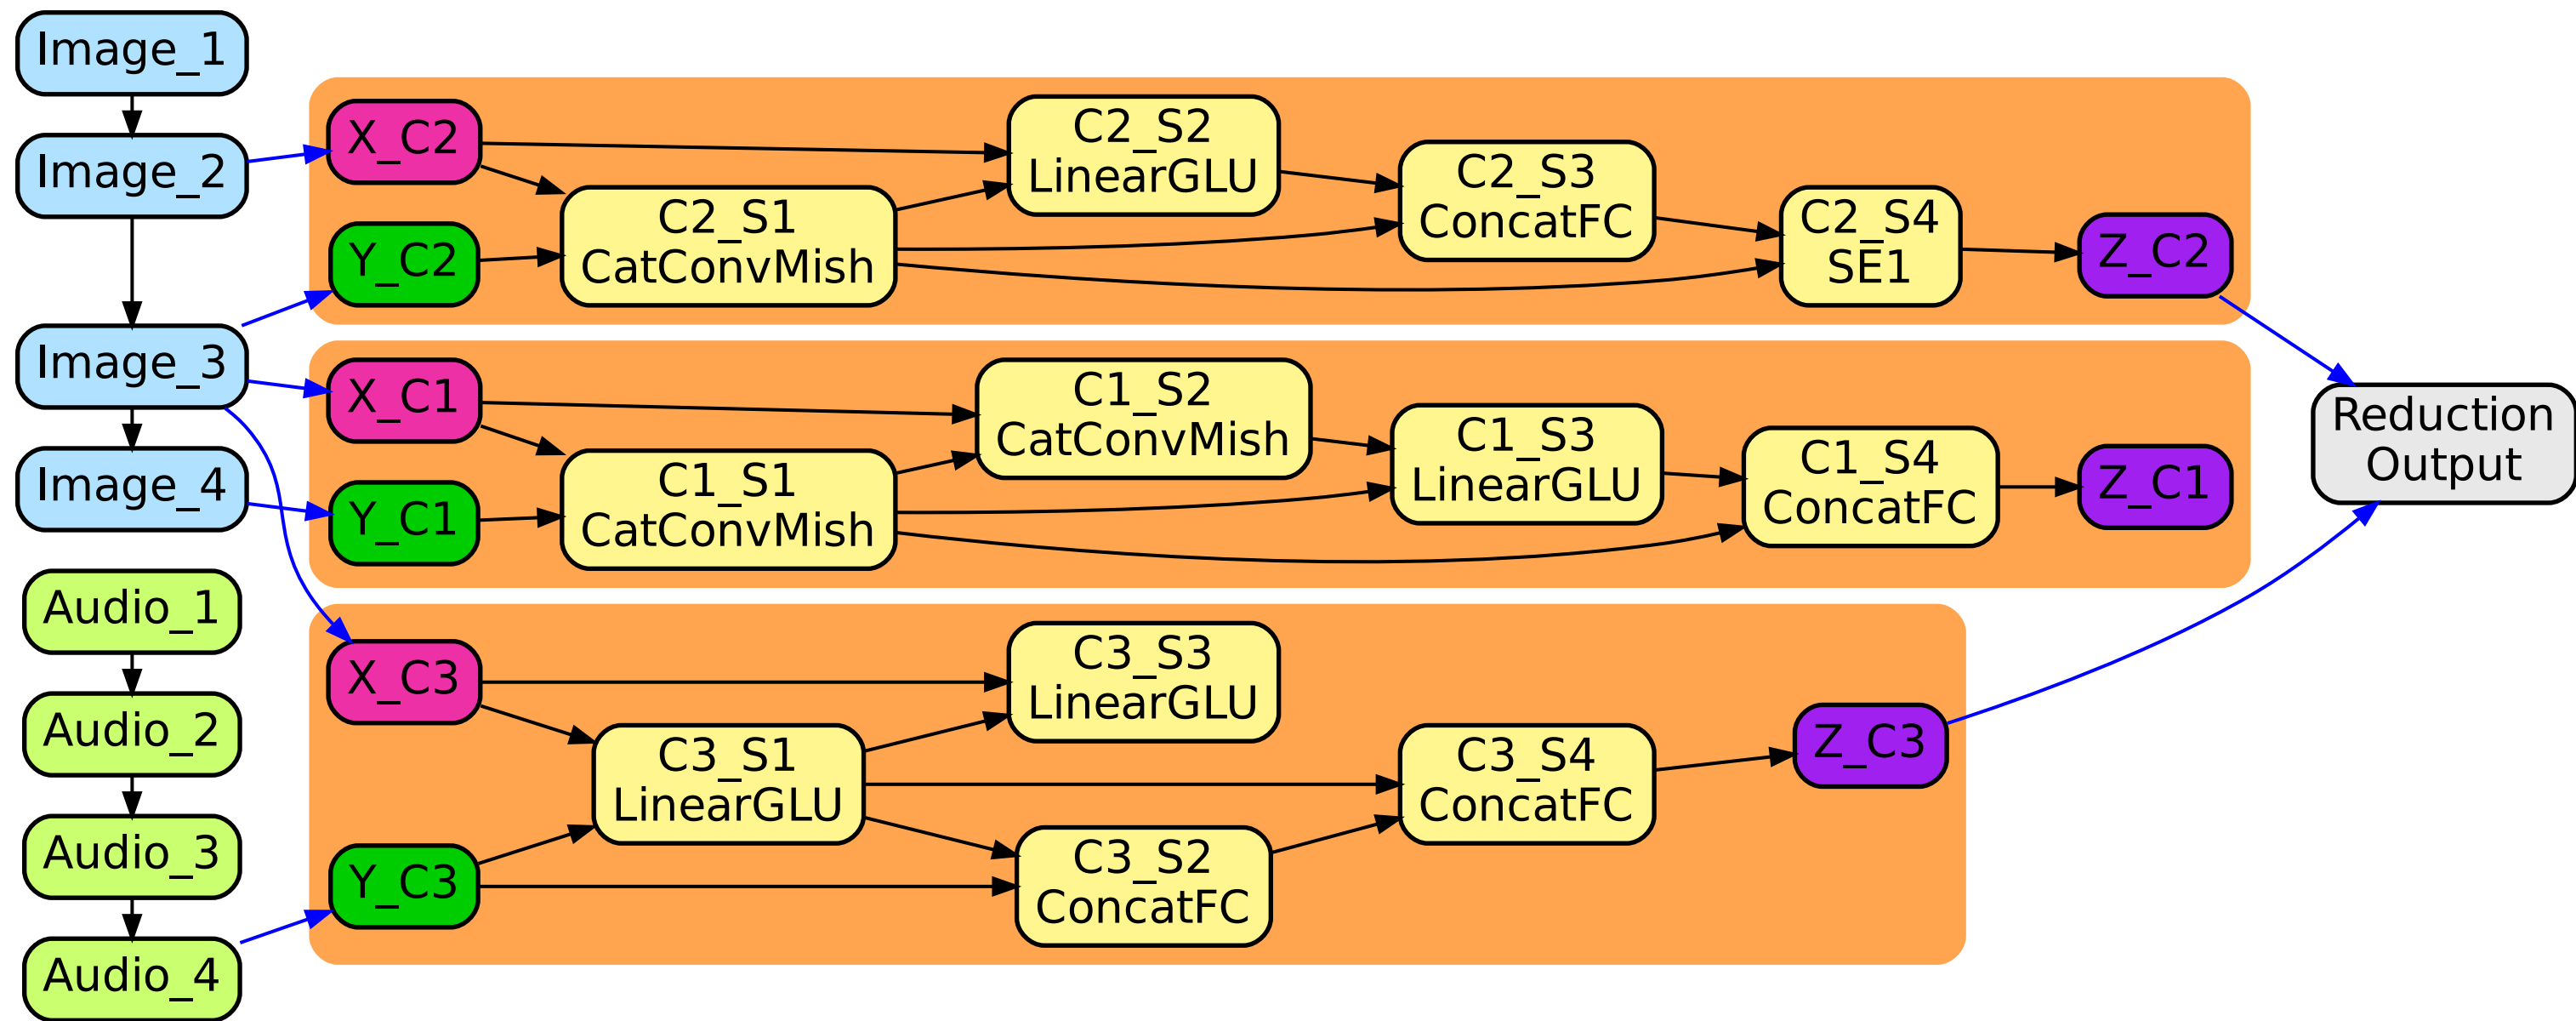 Image_1
Image_2
Image_3
Image_4
Audio_1
Audio_2
Audio_3
Audio_4
X_C2
Y_C2
C2_S1
CatConvMish
C2_S2
LinearGLU
C2_S3
ConcatFC
C2_S4
SE1
Z_C2
X_C1
Y_C1
C1_S1
CatConvMish
C1_S2
CatConvMish
C1_S3
LinearGLU
C1_S4
ConcatFC
Z_C1
X_C3
Y_C3
C3_S1
LinearGLU
C3_S3
LinearGLU
C3_S2
ConcatFC
C3_S4
ConcatFC
Z_C3
Reduction
Output